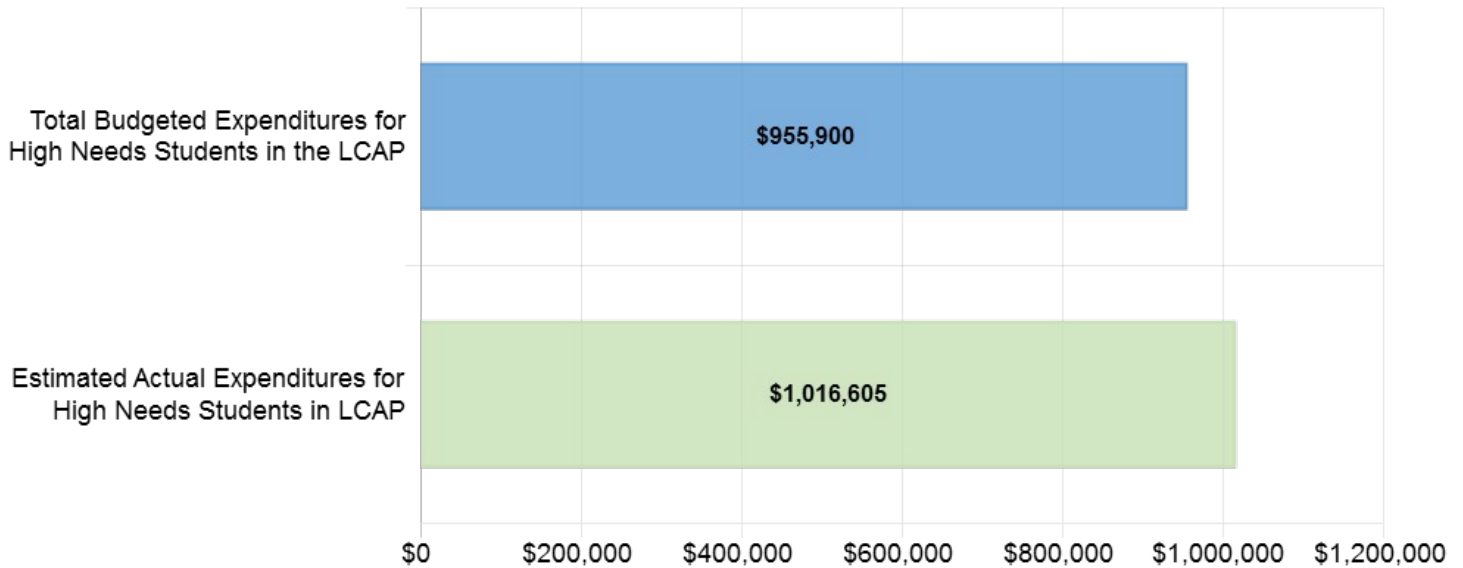 Total Budgeted Expenditures for
High Needs Students in the LCAP
$955,900
Estimated Actual Expenditures for
High Needs Students in LCAP
$1,016,605
$0 $200,000 $400,000 $600,000 $800,000 $1,000,000 $1,200,000